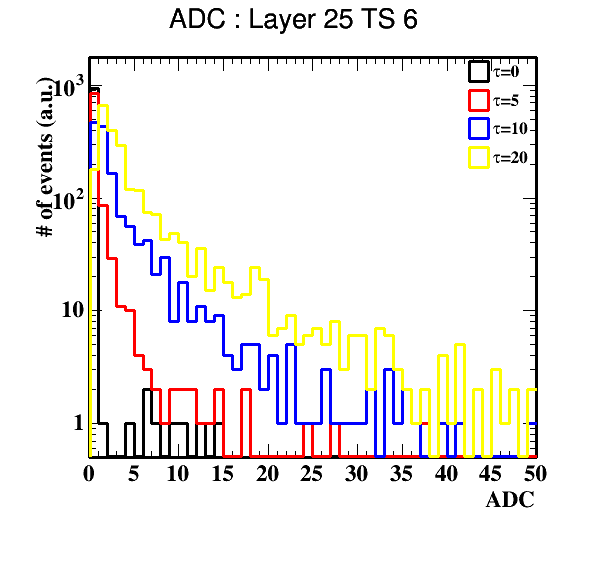 ADC : Layer 25 TS 6
# of events (a.u.)
10³
10²
10
1
τ=0
τ=5
τ=10
τ=20
0 5 10 15 20 25 30 35 40 45 50
ADC